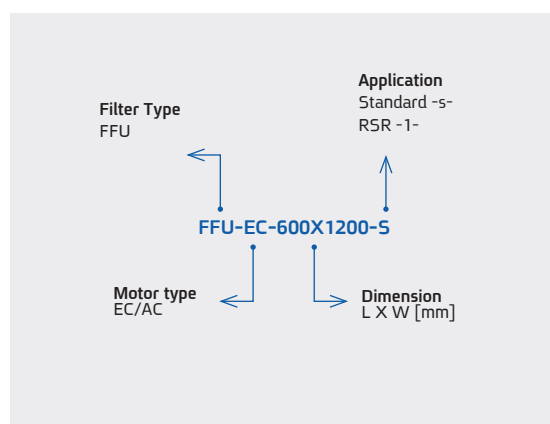 Application
Standard -s-
RSR -1-
Filter Type
FFU
FFU-EC-600X1200-S
Motor type
EC/AC
Dimension
L X W [mm]